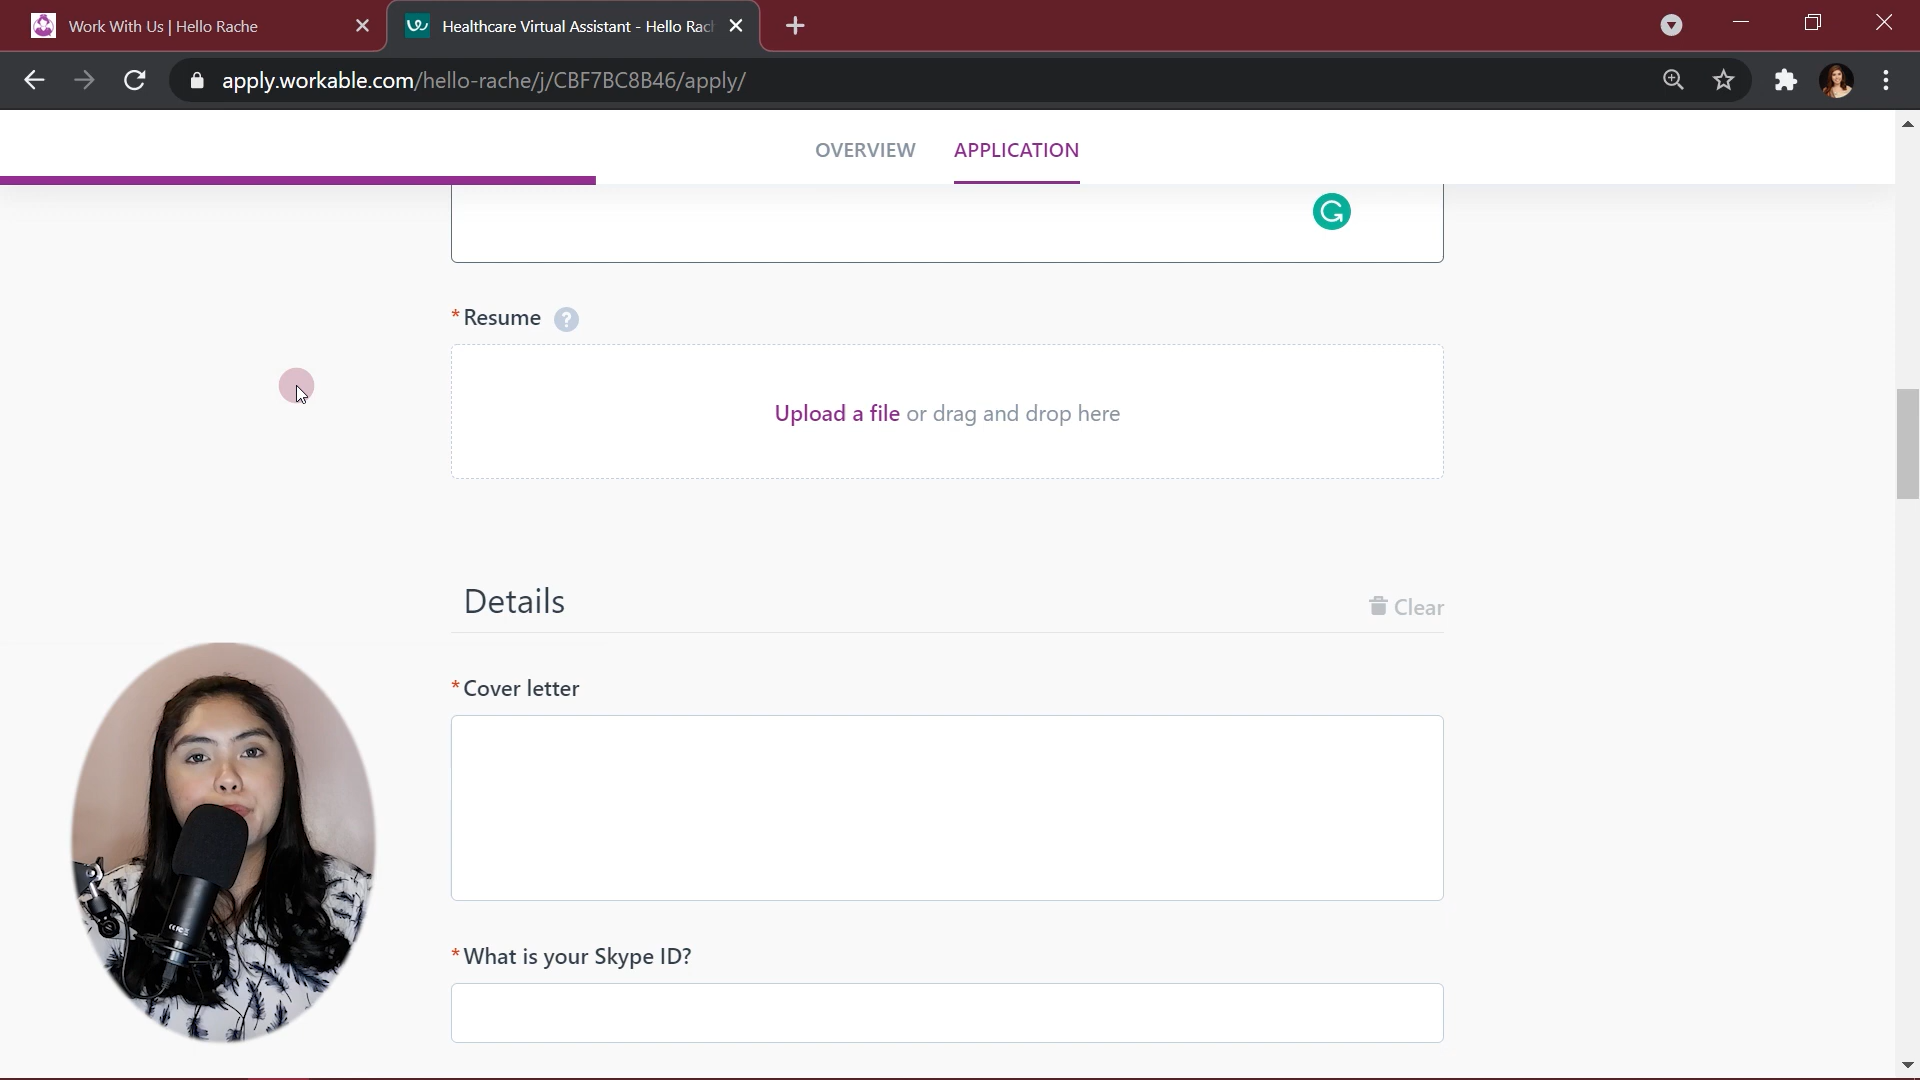 Work With Us | Hello Rache
Healthcare Virtual Assistant - Hello Rac
apply.workable.com/hello-rache/j/CBF7BC8B46/apply/
OVERVIEW
APPLICATION
*Resume ?
Upload a file or drag and drop here
Details
Clear
*Cover letter
*What is your Skype ID?